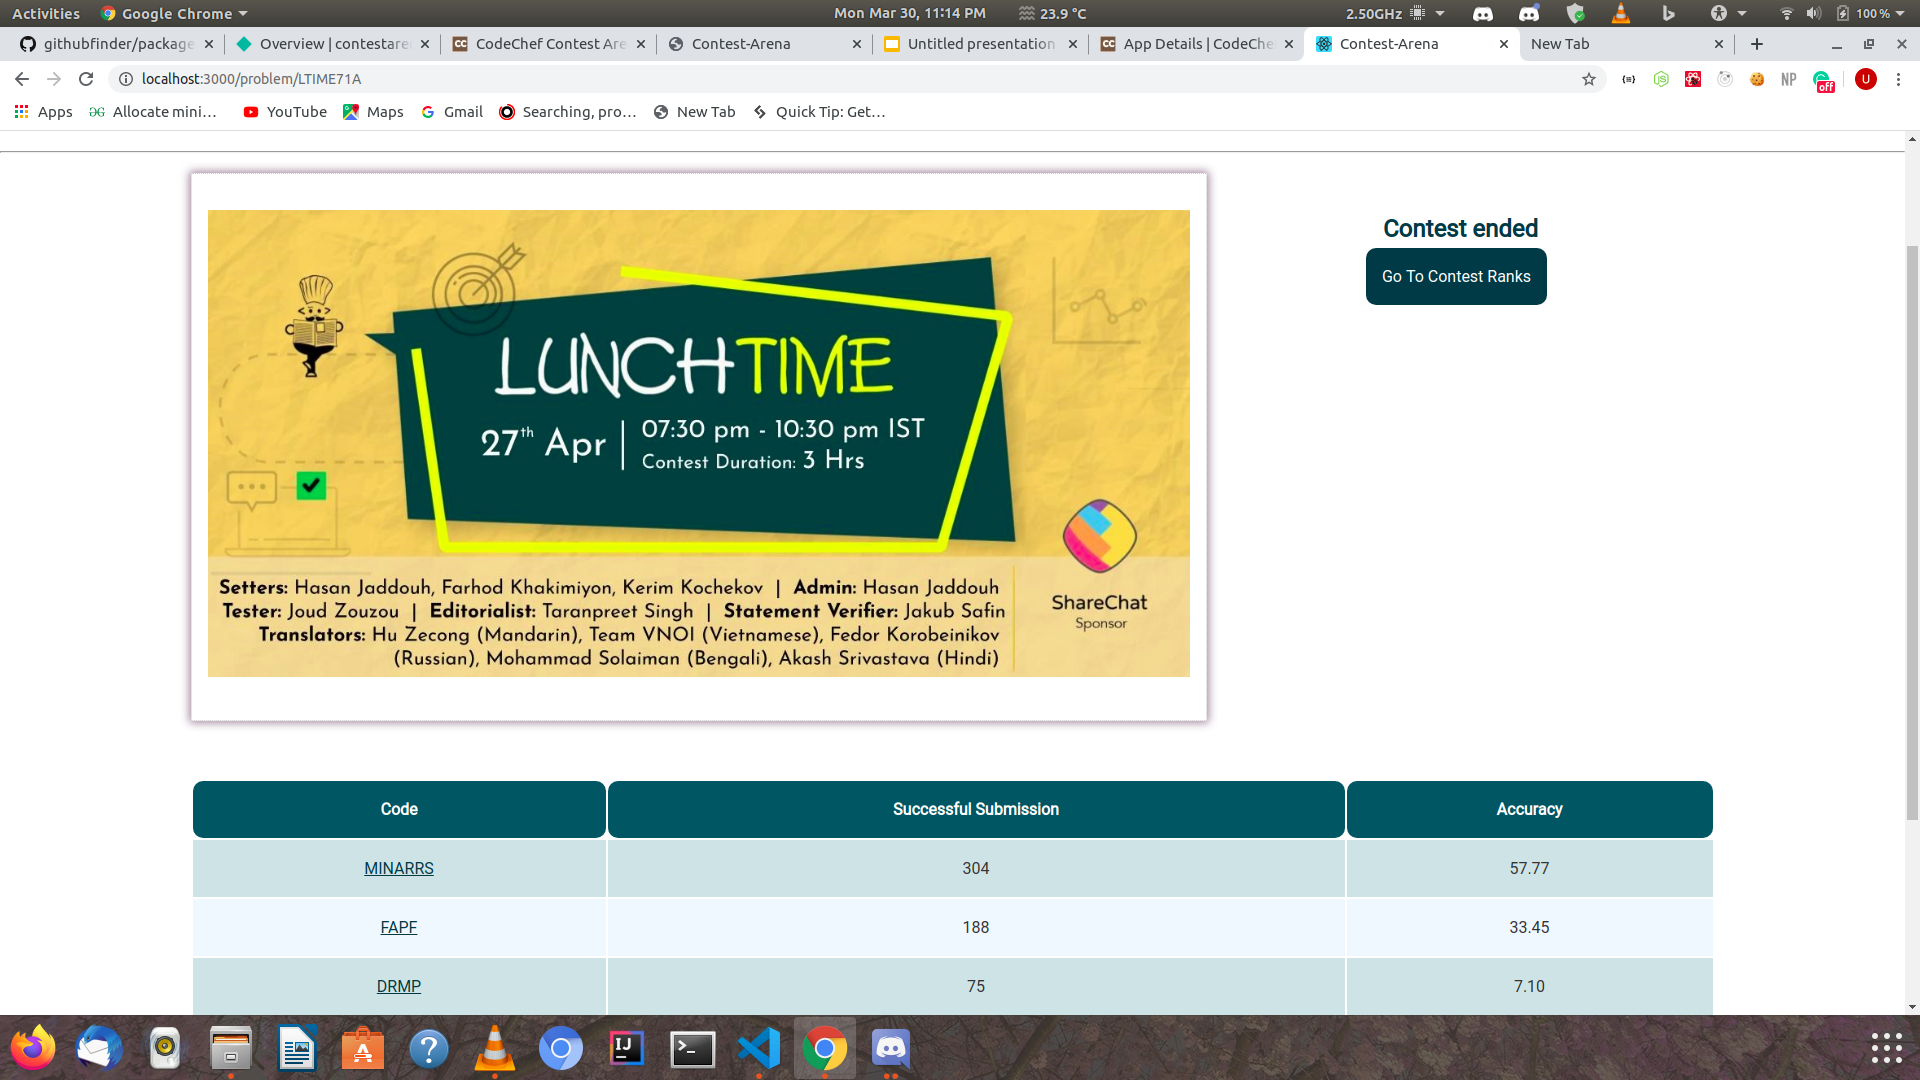 Activities Google Chrome Mon Mar 30, 11:14 PM 23.9 °C 2.50GHz 100 %
githubfinder/package Overview | contestaren CodeChef Contest Are Contest-Arena Untitled presentation App Details | CodeChe Contest-Arena New Tab
localhost:3000/problem/LTIME71A NP off U
Apps Allocate mini... YouTube Maps Gmail Searching, pro... New Tab Quick Tip: Get...
Contest ended
Go To Contest Ranks
LUNCHTIME
27th Apr | 07:30 pm - 10:30 pm IST
Contest Duration: 3 Hrs
Setters: Hasan Jaddouh, Farhod Khakimiyon, Kerim Kochekov | Admin: Hasan Jaddouh
Tester: Joud Zouzou | Editorialist: Taranpreet Singh | Statement Verifier: Jakub Safin
Translators: Hu Zecong (Mandarin), Team VNOI (Vietnamese), Fedor Korobeinikov
(Russian), Mohammad Solaiman (Bengali), Akash Srivastava (Hindi)
ShareChat
Sponsor
Code Successful Submission Accuracy
MINARRS 304 57.77
FAPF 188 33.45
DRMP 75 7.10